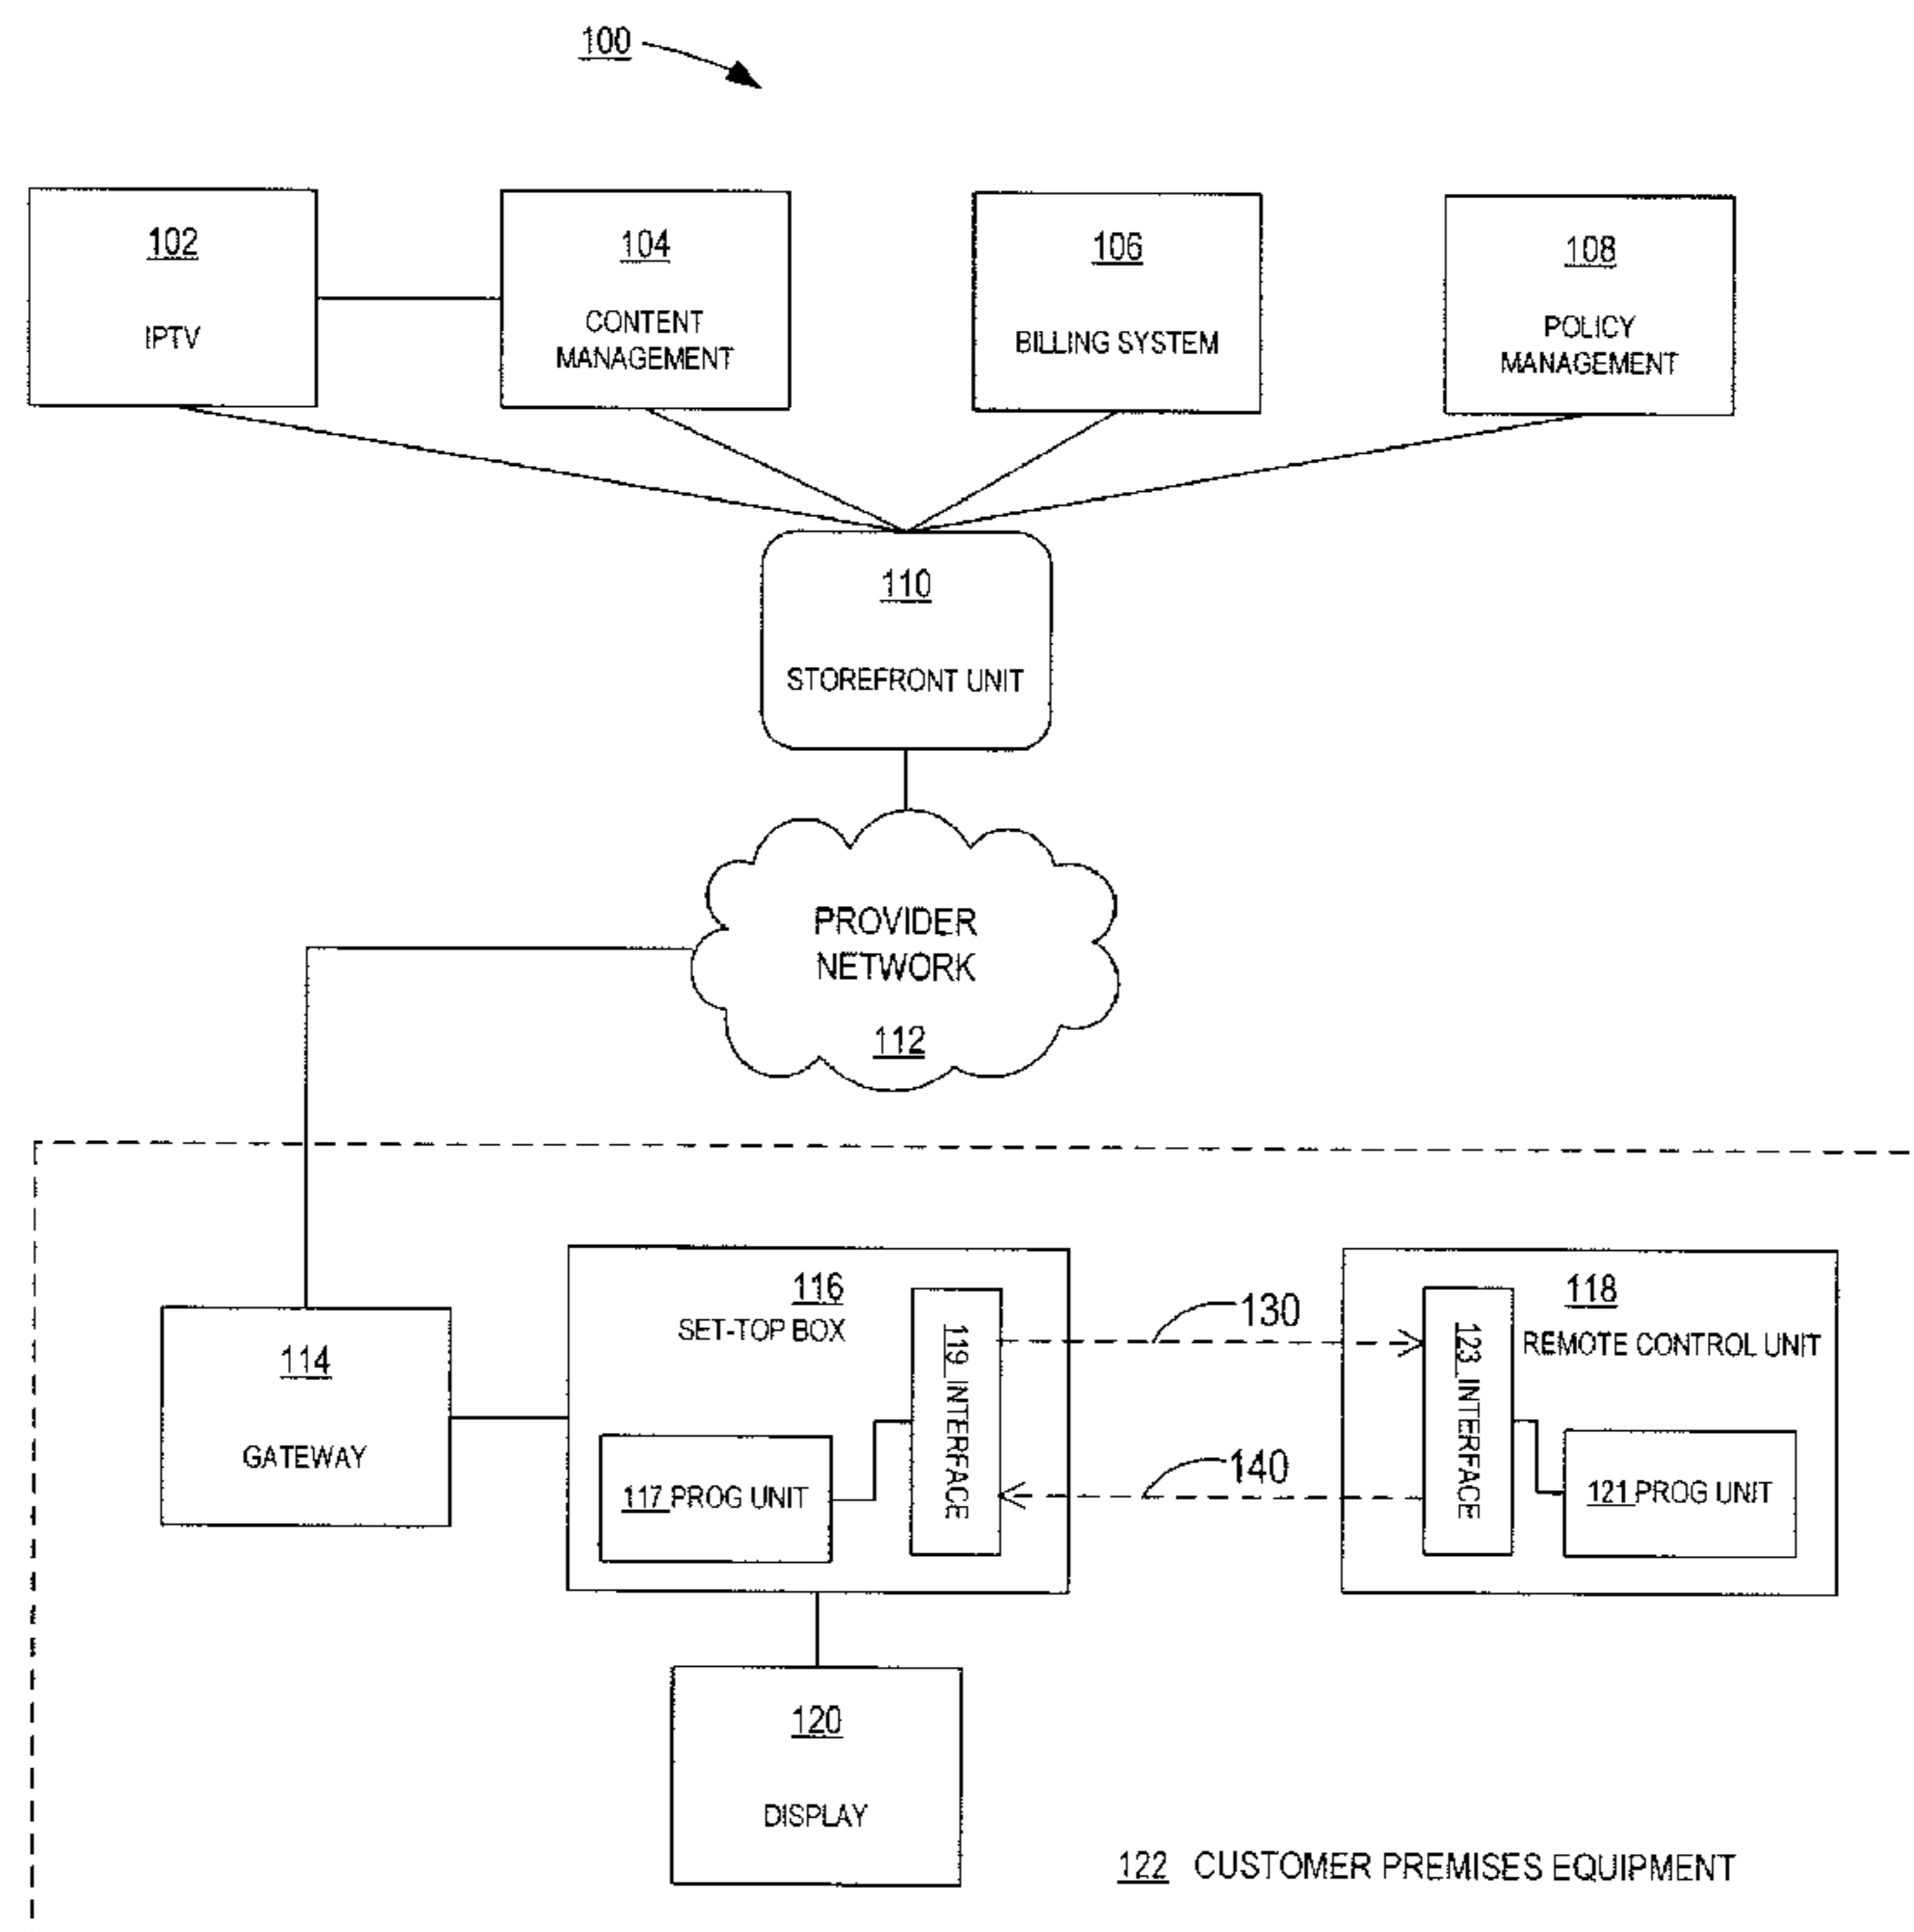 100
102
IPTV
104
CONTENT
MANAGEMENT
106
BILLING SYSTEM
108
POLICY
MANAGEMENT
110
STOREFRONT UNIT
PROVIDER
NETWORK
112
114
GATEWAY
116
SET-TOP BOX
117 PROG UNIT
119 INTERFACE
130
140
118
REMOTE CONTROL UNIT
123 INTERFACE
121 PROG UNIT
120
DISPLAY
122 CUSTOMER PREMISES EQUIPMENT